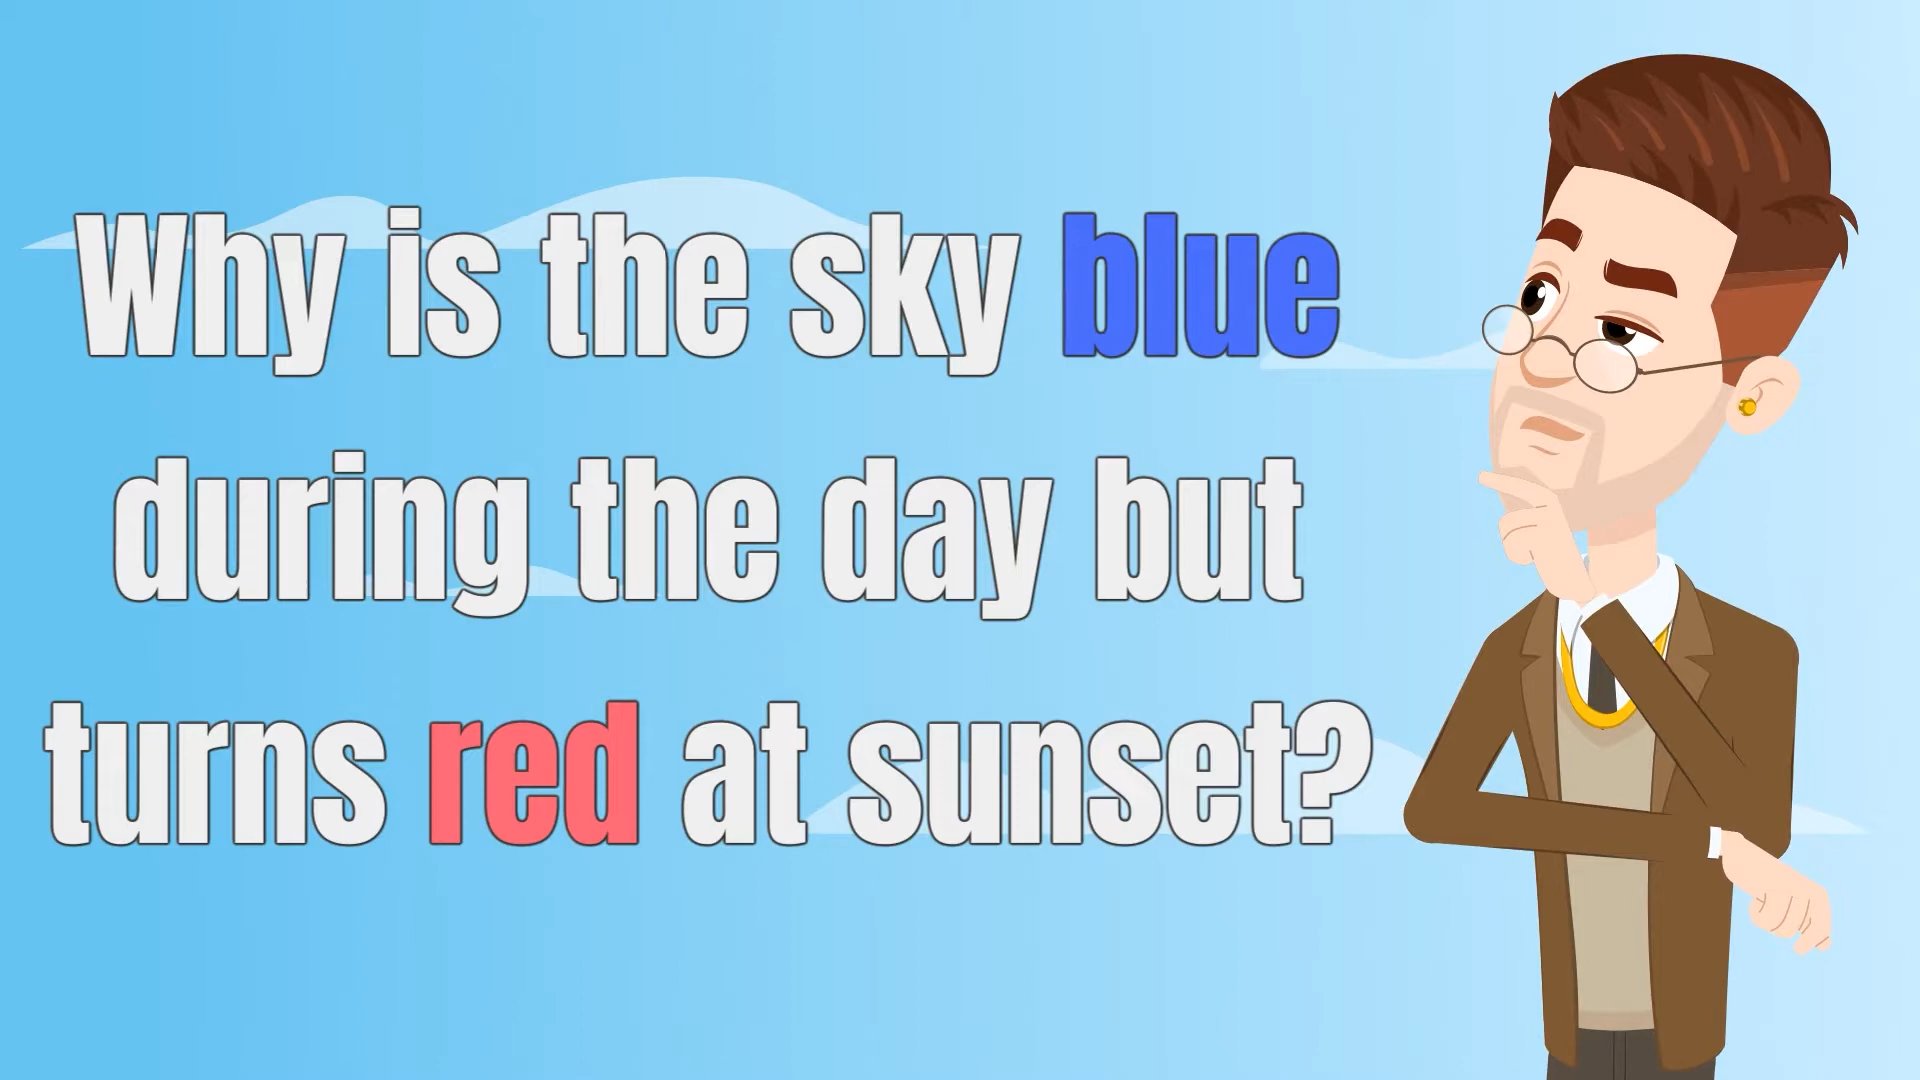 Why is the sky blue
during the day but
turns red at sunset?